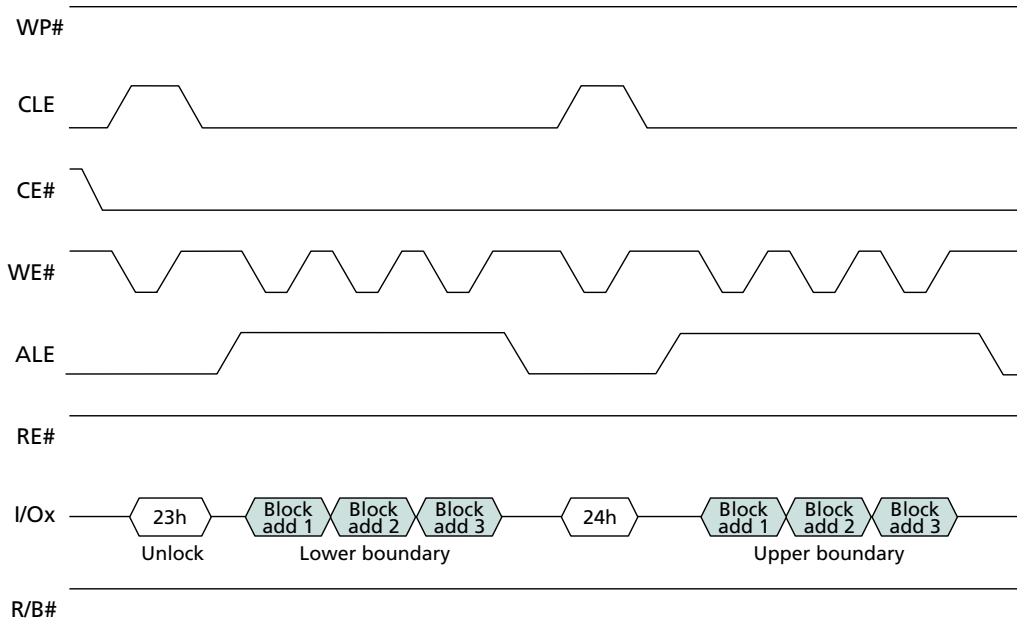 WP#
CLE
CE#
WE#
ALE
RE#
I/Ox
23h
Block add 1
Block add 2
Block add 3
24h
Block add 1
Block add 2
Block add 3
Unlock
Lower boundary
Upper boundary
R/B#